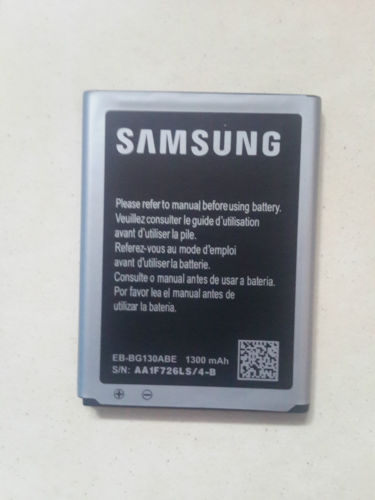 SAMSUNG
Please refer to manual before using battery.
Veuillez consulter le guide d'utilisation
avant d'utiliser la pile.
Referez-vous au mode d'emploi
avant d'utiliser la batterie.
Consulte o manual antes de usar a bateria.
Por favor lea el manual antes de
utilizar la bateria.
EB-BG130ABE 1300 mAh
S/N: AA1F726LS/4-B
+ -